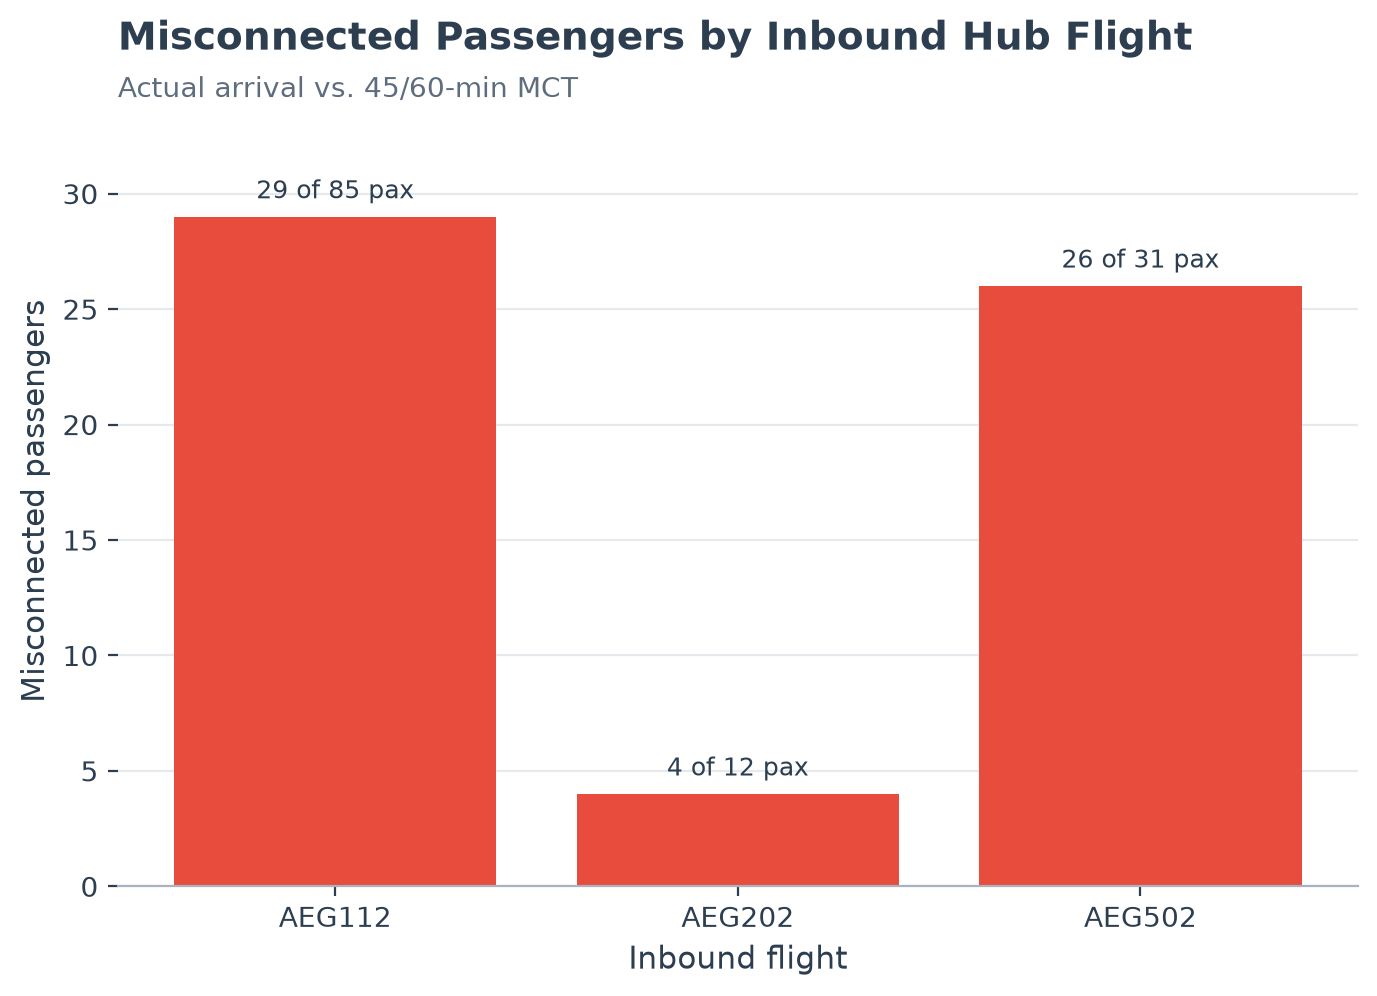 Misconnected Passengers by Inbound Hub Flight
Actual arrival vs. 45/60-min MCT
Misconnected passengers
30
25
20
15
10
5
0
29 of 85 pax
4 of 12 pax
26 of 31 pax
AEG112
AEG202
AEG502
Inbound flight